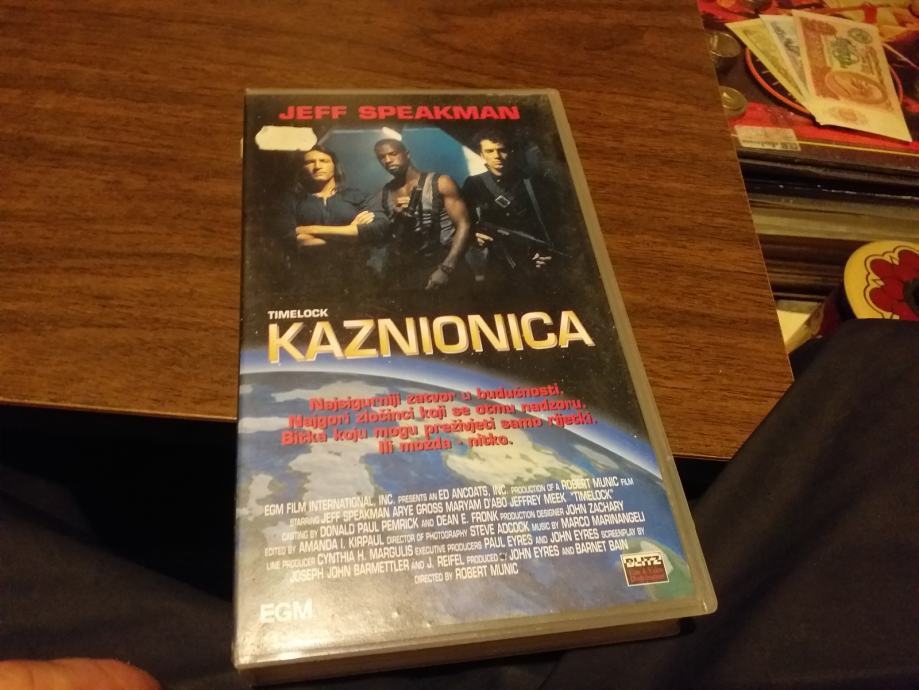 JEFF SPEAKMAN
TIMELOCK
KAZNIONICA
Najsigurniji zatvor u budućnosti.
Najgori zločinci koji se otmu nadzoru.
Bitka koju mogu preživjeti samo rijetki.
Ili možda - nitko.
EGM FILM INTERNATIONAL, INC. PRESENTS AN ED ANCOATS, INC. PRODUCTION OF A ROBERT MUNIC FILM
STARRING JEFF SPEAKMAN ARYE GROSS MARYAM D'ABO JEFFREY MEEK "TIMELOCK"
CASTING BY DONALD PAUL PEMRICK AND DEAN E. FRONK PRODUCTION DESIGNER JOHN ZACHARY
EDITED BY AMANDA I. KIRPAUL DIRECTOR OF PHOTOGRAPHY STEVE ADCOCK MUSIC BY MARCO MARINANGELI
LINE PRODUCER CYNTHIA H. MARGULIS EXECUTIVE PRODUCERS PAUL EYRES AND JOHN EYRES SCREENPLAY BY
JOSEPH JOHN BARMETTLER AND J. REIFEL PRODUCED BY JOHN EYRES AND BARNET BAIN
DIRECTED BY ROBERT MUNIC
BLITZ
Film & Video
Distribution
EGM